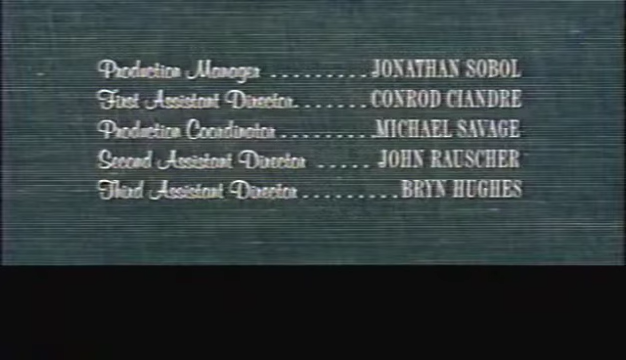 Production Manager .........JONATHAN SOBOL
First Assistant Director.......CONROD CIANDRE
Production Coordinator.........MICHAEL SAVAGE
Second Assistant Director ..... JOHN RAUSCHER
Third Assistant Director.........BRYN HUGHES